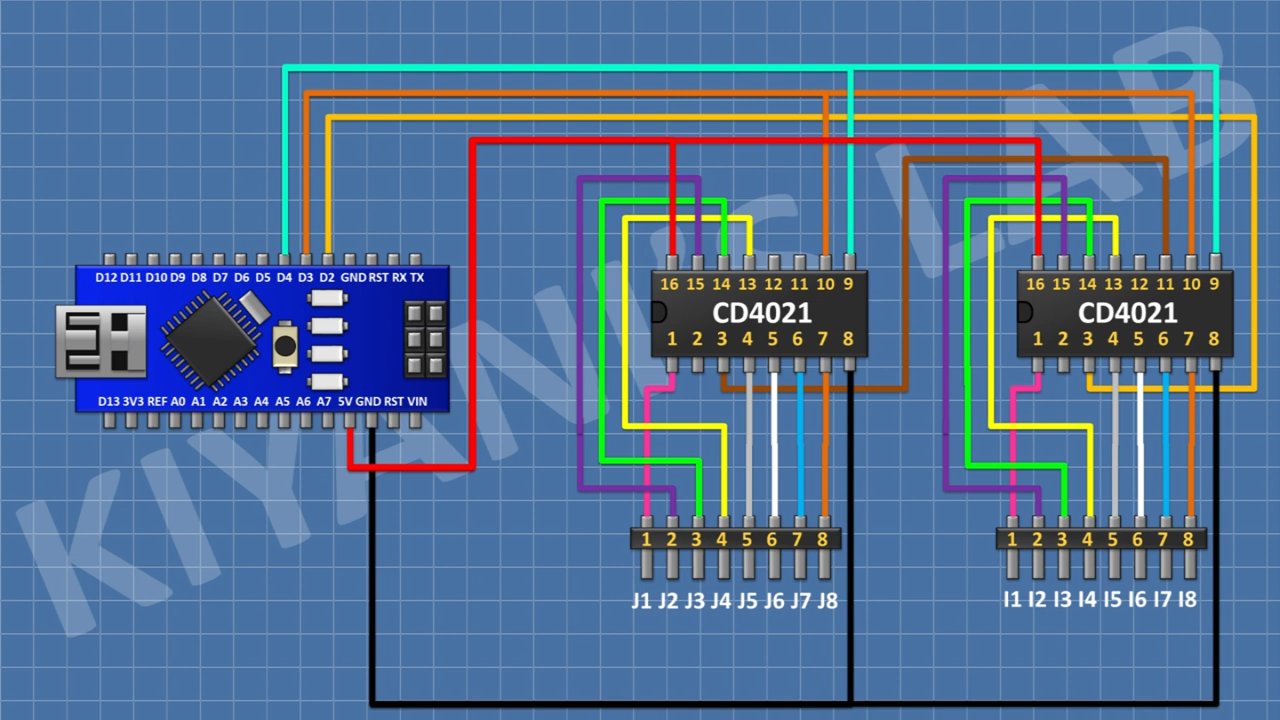 KIYANI'S LAB
D12 D11 D10 D9 D8 D7 D6 D5 D4 D3 D2 GND RST RX TX
D13 3V3 REF A0 A1 A2 A3 A4 A5 A6 A7 5V GND RST VIN
16 15 14 13 12 11 10 9
CD4021
1 2 3 4 5 6 7 8
16 15 14 13 12 11 10 9
CD4021
1 2 3 4 5 6 7 8
1 2 3 4 5 6 7 8
J1 J2 J3 J4 J5 J6 J7 J8
1 2 3 4 5 6 7 8
I1 I2 I3 I4 I5 I6 I7 I8